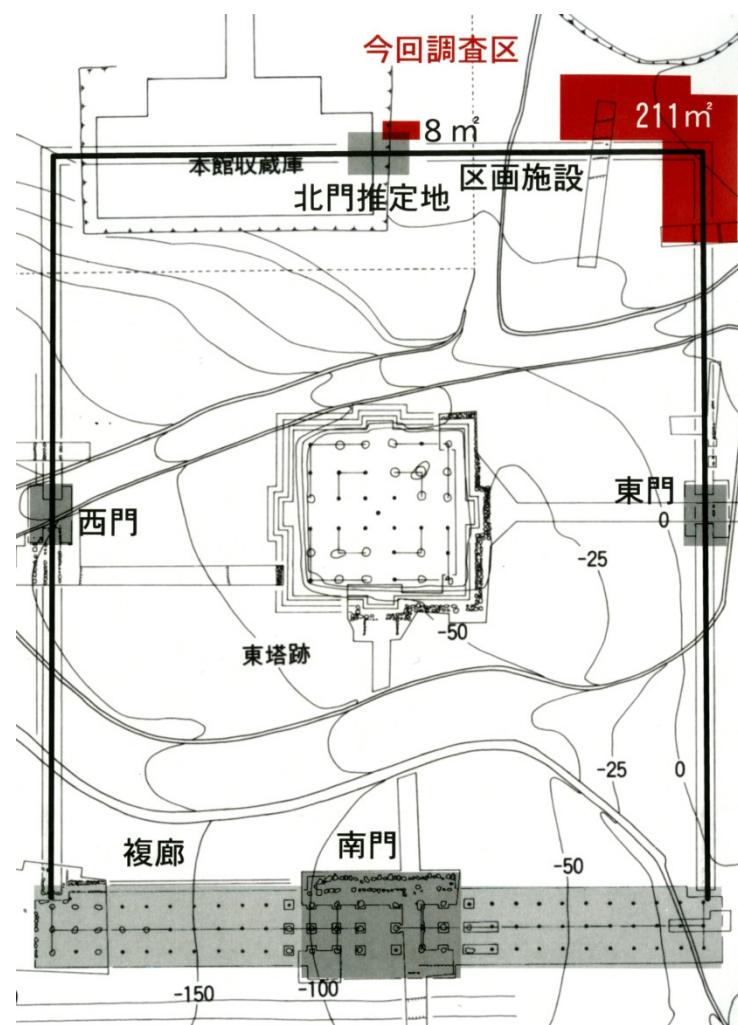 今回調査区
8㎡
211㎡
本館収蔵庫
区画施設
北門推定地
東門
0
西門
-25
-50
東塔跡
-25
0
複廊
南門
-50
-150
-100